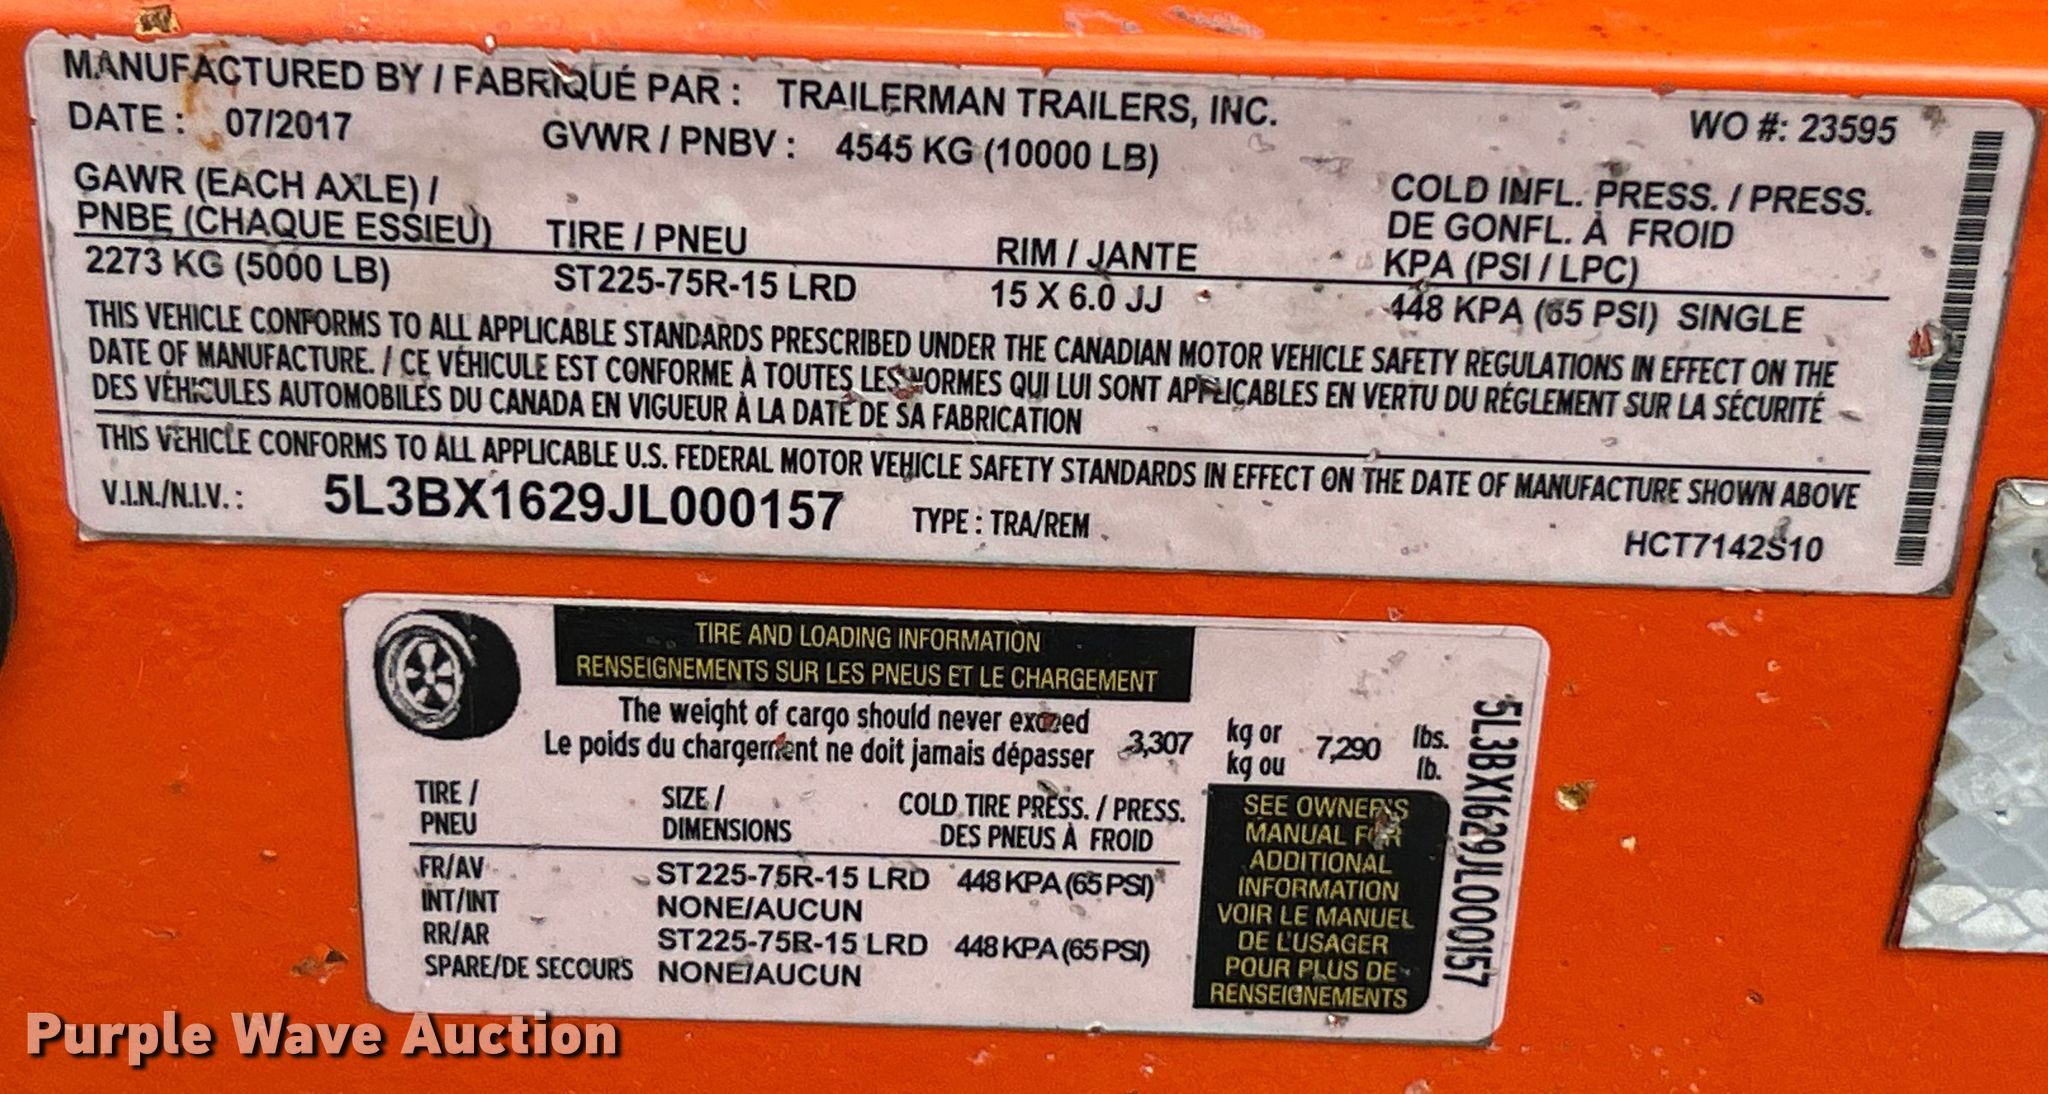 MANUFACTURED BY / FABRIQUÉ PAR : TRAILERMAN TRAILERS, INC.
DATE : 07/2017 GVWR / PNBV : 4545 KG (10000 LB) WO #: 23595
GAWR (EACH AXLE) /
PNBE (CHAQUE ESSIEU) TIRE / PNEU RIM / JANTE COLD INFL. PRESS. / PRESS.
DE GONFL. À FROID
KPA (PSI / LPC)
2273 KG (5000 LB) ST225-75R-15 LRD 15 X 6.0 JJ 448 KPA (65 PSI) SINGLE
THIS VEHICLE CONFORMS TO ALL APPLICABLE STANDARDS PRESCRIBED UNDER THE CANADIAN MOTOR VEHICLE SAFETY REGULATIONS IN EFFECT ON THE
DATE OF MANUFACTURE. / CE VÉHICULE EST CONFORME À TOUTES LES NORMES QUI LUI SONT APPLICABLES EN VERTU DU RÉGLEMENT SUR LA SÉCURITÉ
DES VÉHICULES AUTOMOBILES DU CANADA EN VIGUEUR À LA DATE DE SA FABRICATION
THIS VEHICLE CONFORMS TO ALL APPLICABLE U.S. FEDERAL MOTOR VEHICLE SAFETY STANDARDS IN EFFECT ON THE DATE OF MANUFACTURE SHOWN ABOVE
V.I.N./N.I.V. : 5L3BX1629JL000157 TYPE : TRA/REM HCT7142S10
TIRE AND LOADING INFORMATION
RENSEIGNEMENTS SUR LES PNEUS ET LE CHARGEMENT
The weight of cargo should never exceed
Le poids du chargement ne doit jamais dépasser 3,307 kg or
kg ou 7,290 lbs.
lb.
TIRE /
PNEU SIZE /
DIMENSIONS COLD TIRE PRESS. / PRESS.
DES PNEUS À FROID
FR/AV ST225-75R-15 LRD 448 KPA (65 PSI)
INT/INT NONE/AUCUN
RR/AR ST225-75R-15 LRD 448 KPA (65 PSI)
SPARE/DE SECOURS NONE/AUCUN
SEE OWNER'S
MANUAL FOR
ADDITIONAL
INFORMATION
VOIR LE MANUEL
DE L'USAGER
POUR PLUS DE
RENSEIGNEMENTS
5L3BX1629JL000157
Purple Wave Auction